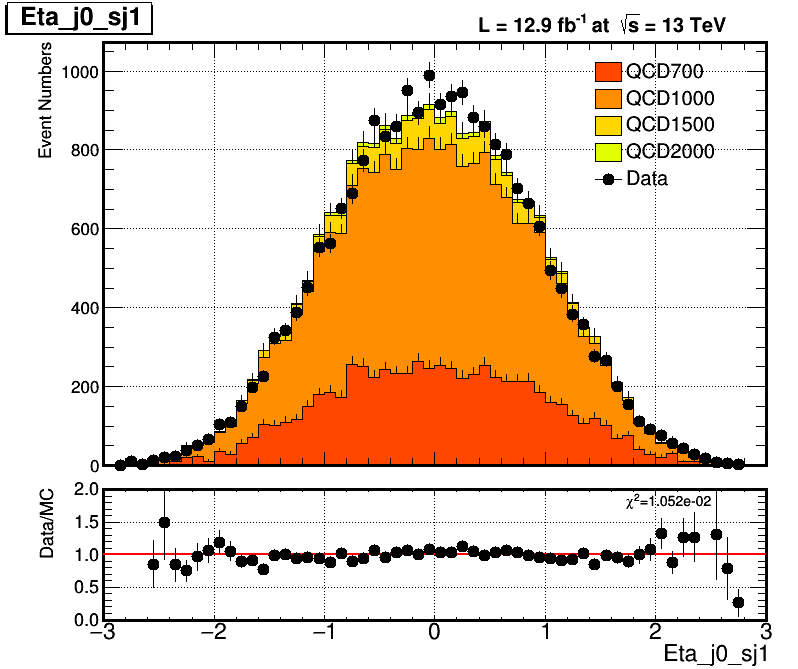 Eta_j0_sj1
L = 12.9 fb⁻¹ at √s = 13 TeV
Event Numbers
1000
800
600
400
200
0
QCD700
QCD1000
QCD1500
QCD2000
Data
Data/MC
2.0
1.5
1.0
0.5
0.0
χ²=1.052e-02
−3 −2 −1 0 1 2 3
Eta_j0_sj1